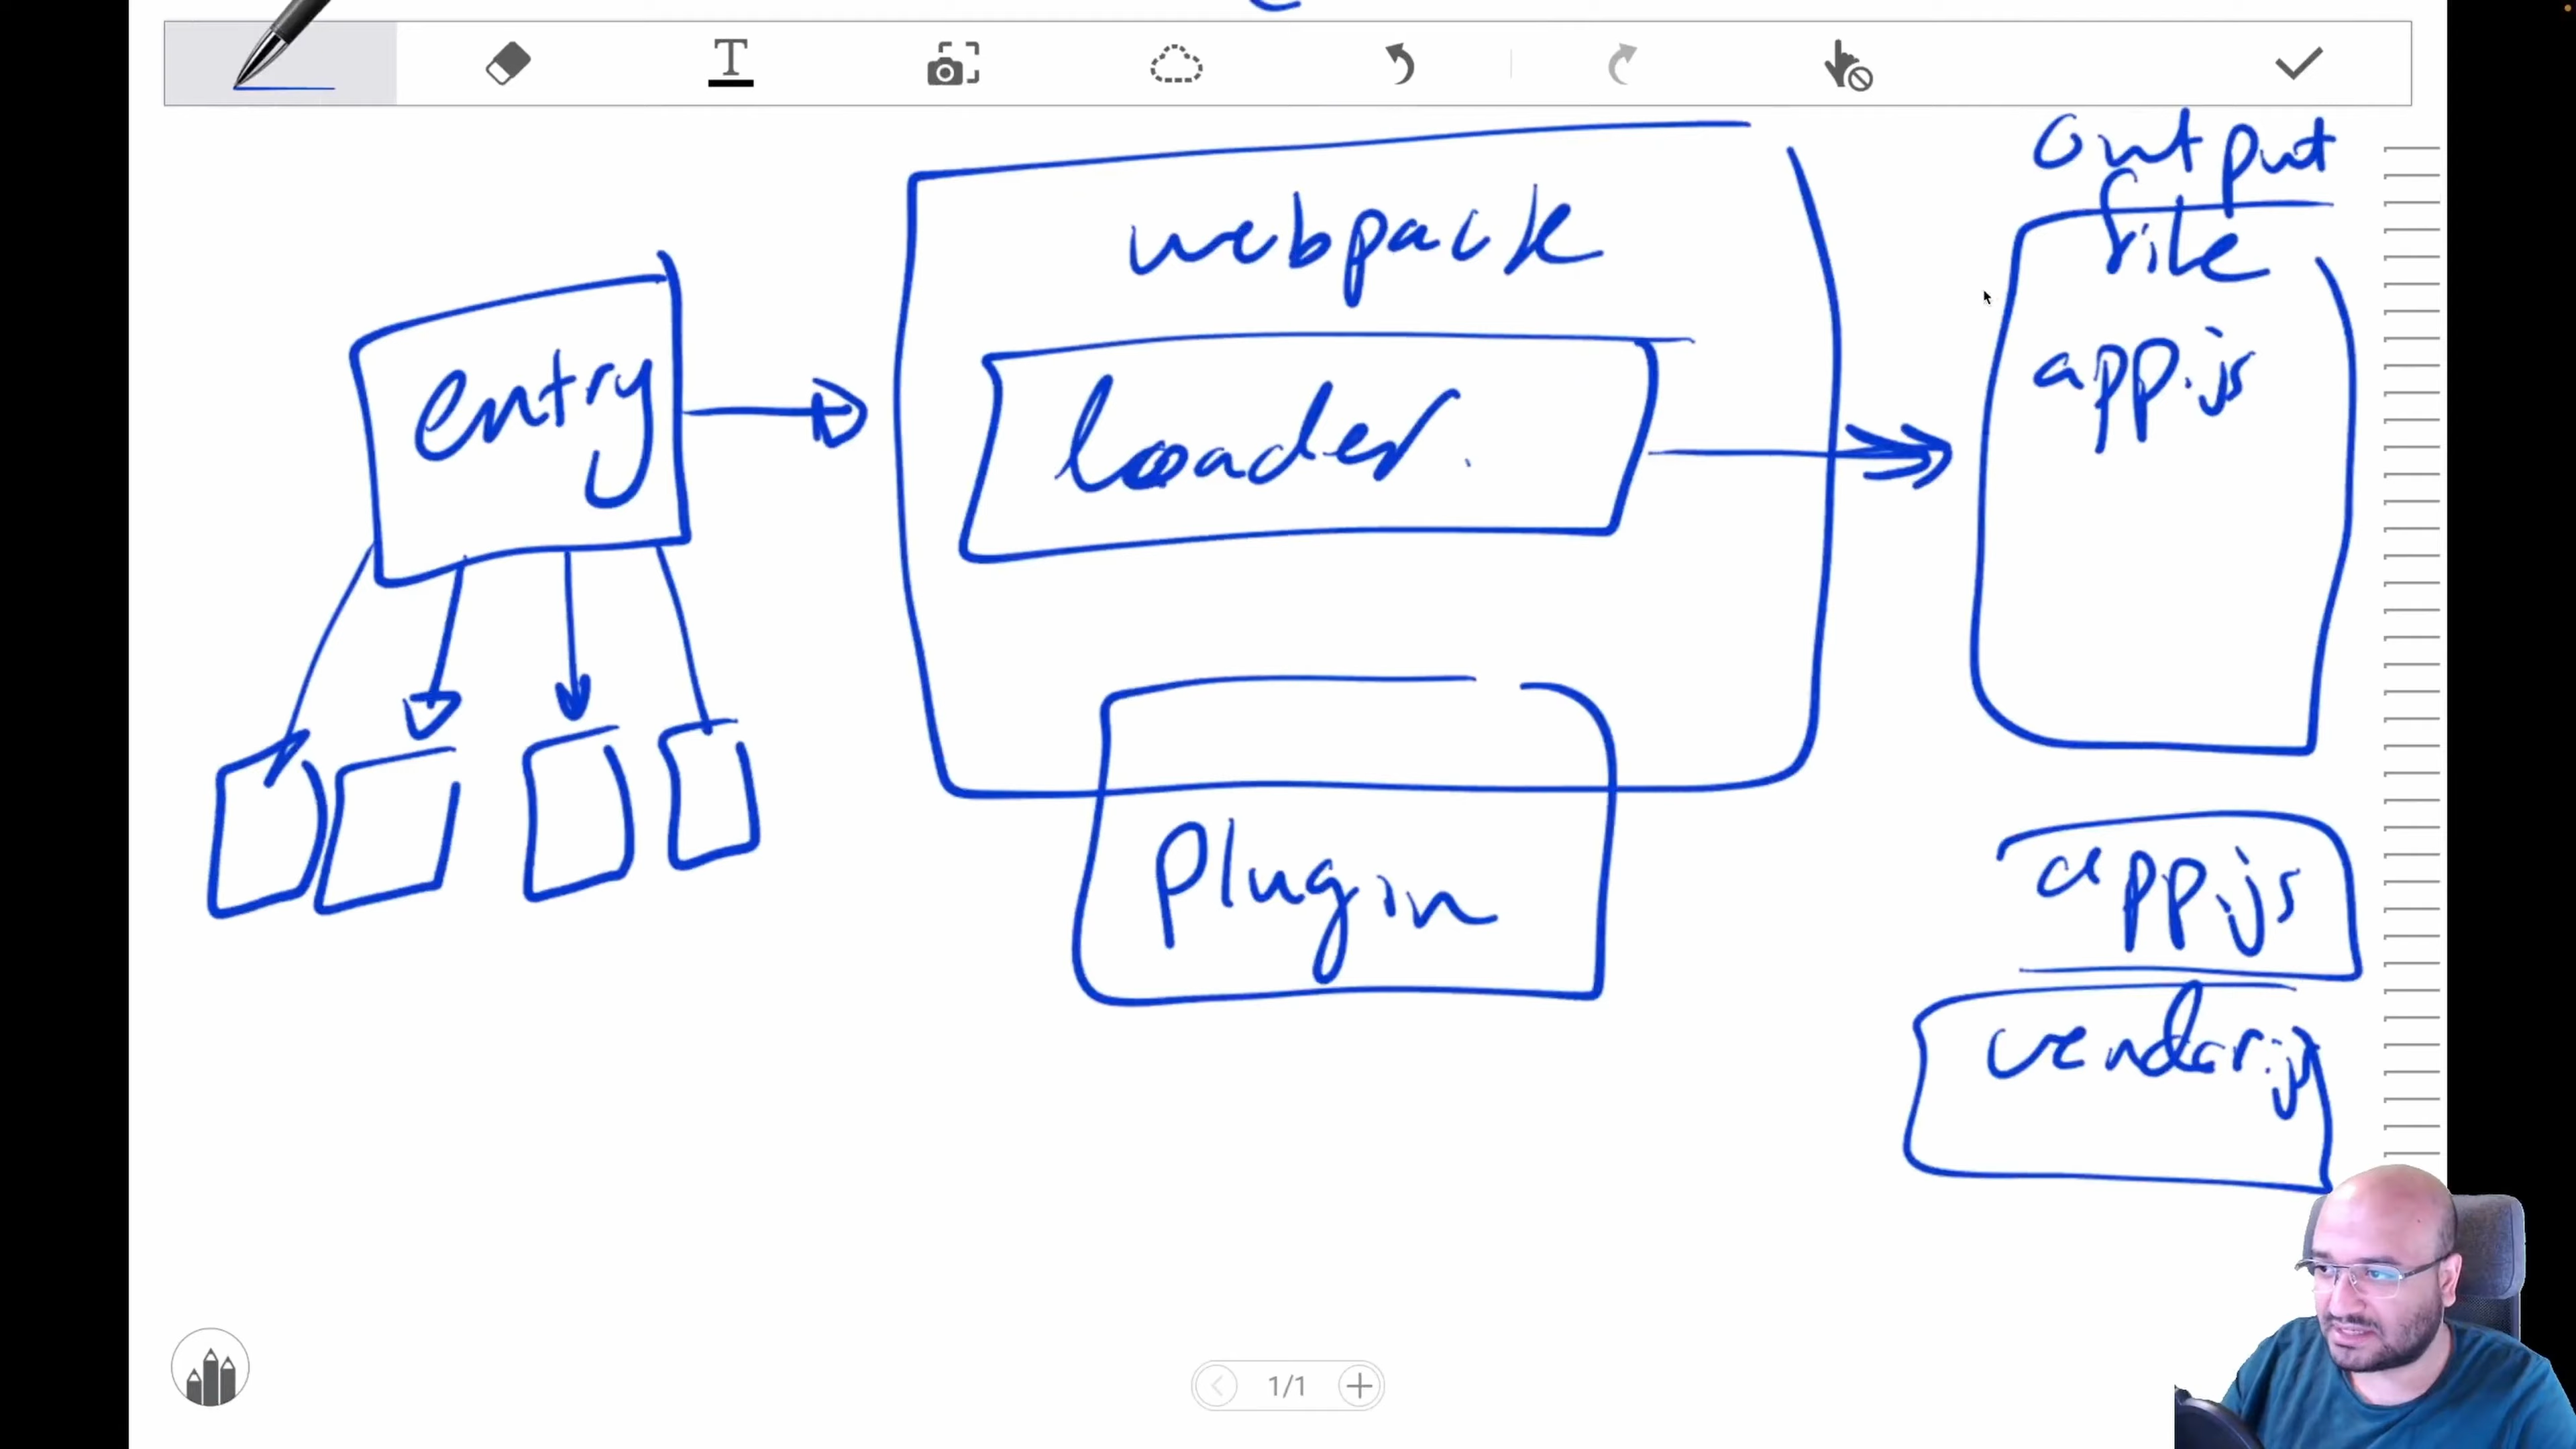 T
output
file
webpack
app.js
entry
loader.
app.js
plugin
vendor.js
1/1